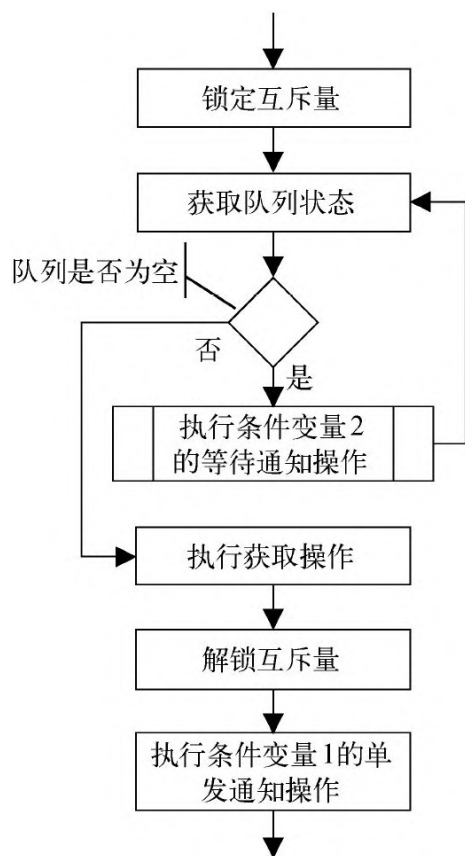 锁定互斥量
获取队列状态
队列是否为空
否
是
执行条件变量2
的等待通知操作
执行获取操作
解锁互斥量
执行条件变量1的单
发通知操作